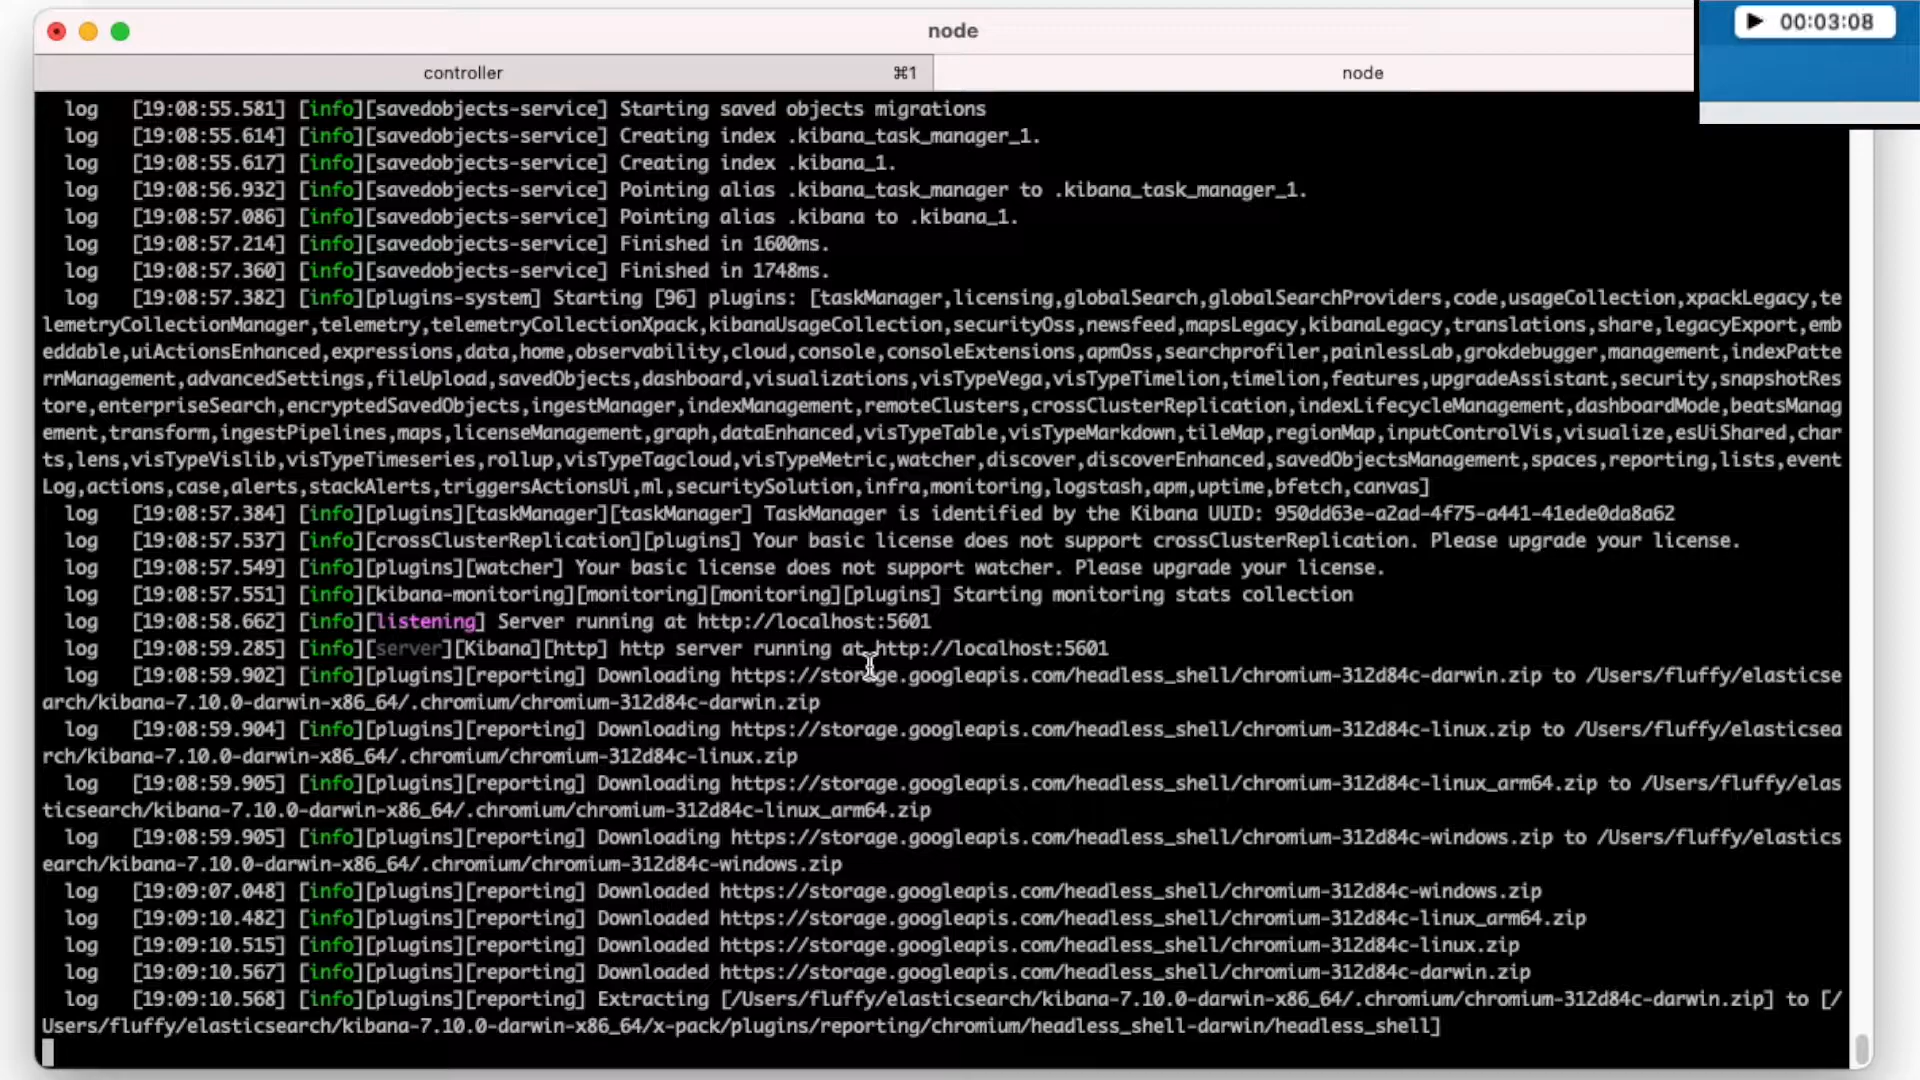 node
00:03:08
controller ⌘1 node
log [19:08:55.581] [info][savedobjects-service] Starting saved objects migrations
log [19:08:55.614] [info][savedobjects-service] Creating index .kibana_task_manager_1.
log [19:08:55.617] [info][savedobjects-service] Creating index .kibana_1.
log [19:08:56.932] [info][savedobjects-service] Pointing alias .kibana_task_manager to .kibana_task_manager_1.
log [19:08:57.086] [info][savedobjects-service] Pointing alias .kibana to .kibana_1.
log [19:08:57.214] [info][savedobjects-service] Finished in 1600ms.
log [19:08:57.360] [info][savedobjects-service] Finished in 1748ms.
log [19:08:57.382] [info][plugins-system] Starting [96] plugins: [taskManager,licensing,globalSearch,globalSearchProviders,code,usageCollection,xpackLegacy,te
lemetryCollectionManager,telemetry,telemetryCollectionXpack,kibanaUsageCollection,securityOss,newsfeed,mapsLegacy,kibanaLegacy,translations,share,legacyExport,emb
eddable,uiActionsEnhanced,expressions,data,home,observability,cloud,console,consoleExtensions,apmOss,searchprofiler,painlessLab,grokdebugger,management,indexPatte
rnManagement,advancedSettings,fileUpload,savedObjects,dashboard,visualizations,visTypeVega,visTypeTimelion,timelion,features,upgradeAssistant,security,snapshotRes
tore,enterpriseSearch,encryptedSavedObjects,ingestManager,indexManagement,remoteClusters,crossClusterReplication,indexLifecycleManagement,dashboardMode,beatsManag
ement,transform,ingestPipelines,maps,licenseManagement,graph,dataEnhanced,visTypeTable,visTypeMarkdown,tileMap,regionMap,inputControlVis,visualize,esUiShared,char
ts,lens,visTypeVislib,visTypeTimeseries,rollup,visTypeTagcloud,visTypeMetric,watcher,discover,discoverEnhanced,savedObjectsManagement,spaces,reporting,lists,event
Log,actions,case,alerts,stackAlerts,triggersActionsUi,ml,securitySolution,infra,monitoring,logstash,apm,uptime,bfetch,canvas]
log [19:08:57.384] [info][plugins][taskManager][taskManager] TaskManager is identified by the Kibana UUID: 950dd63e-a2ad-4f75-a441-41ede0da8a62
log [19:08:57.537] [info][crossClusterReplication][plugins] Your basic license does not support crossClusterReplication. Please upgrade your license.
log [19:08:57.549] [info][plugins][watcher] Your basic license does not support watcher. Please upgrade your license.
log [19:08:57.551] [info][kibana-monitoring][monitoring][monitoring][plugins] Starting monitoring stats collection
log [19:08:58.662] [info][listening] Server running at http://localhost:5601
log [19:08:59.285] [info][server][Kibana][http] http server running at http://localhost:5601
log [19:08:59.902] [info][plugins][reporting] Downloading https://storage.googleapis.com/headless_shell/chromium-312d84c-darwin.zip to /Users/fluffy/elasticse
arch/kibana-7.10.0-darwin-x86_64/.chromium/chromium-312d84c-darwin.zip
log [19:08:59.904] [info][plugins][reporting] Downloading https://storage.googleapis.com/headless_shell/chromium-312d84c-linux.zip to /Users/fluffy/elasticsea
rch/kibana-7.10.0-darwin-x86_64/.chromium/chromium-312d84c-linux.zip
log [19:08:59.905] [info][plugins][reporting] Downloading https://storage.googleapis.com/headless_shell/chromium-312d84c-linux_arm64.zip to /Users/fluffy/elas
ticsearch/kibana-7.10.0-darwin-x86_64/.chromium/chromium-312d84c-linux_arm64.zip
log [19:08:59.905] [info][plugins][reporting] Downloading https://storage.googleapis.com/headless_shell/chromium-312d84c-windows.zip to /Users/fluffy/elastics
earch/kibana-7.10.0-darwin-x86_64/.chromium/chromium-312d84c-windows.zip
log [19:09:07.048] [info][plugins][reporting] Downloaded https://storage.googleapis.com/headless_shell/chromium-312d84c-windows.zip
log [19:09:10.482] [info][plugins][reporting] Downloaded https://storage.googleapis.com/headless_shell/chromium-312d84c-linux_arm64.zip
log [19:09:10.515] [info][plugins][reporting] Downloaded https://storage.googleapis.com/headless_shell/chromium-312d84c-linux.zip
log [19:09:10.567] [info][plugins][reporting] Downloaded https://storage.googleapis.com/headless_shell/chromium-312d84c-darwin.zip
log [19:09:10.568] [info][plugins][reporting] Extracting [/Users/fluffy/elasticsearch/kibana-7.10.0-darwin-x86_64/.chromium/chromium-312d84c-darwin.zip] to [/
Users/fluffy/elasticsearch/kibana-7.10.0-darwin-x86_64/x-pack/plugins/reporting/chromium/headless_shell-darwin/headless_shell]